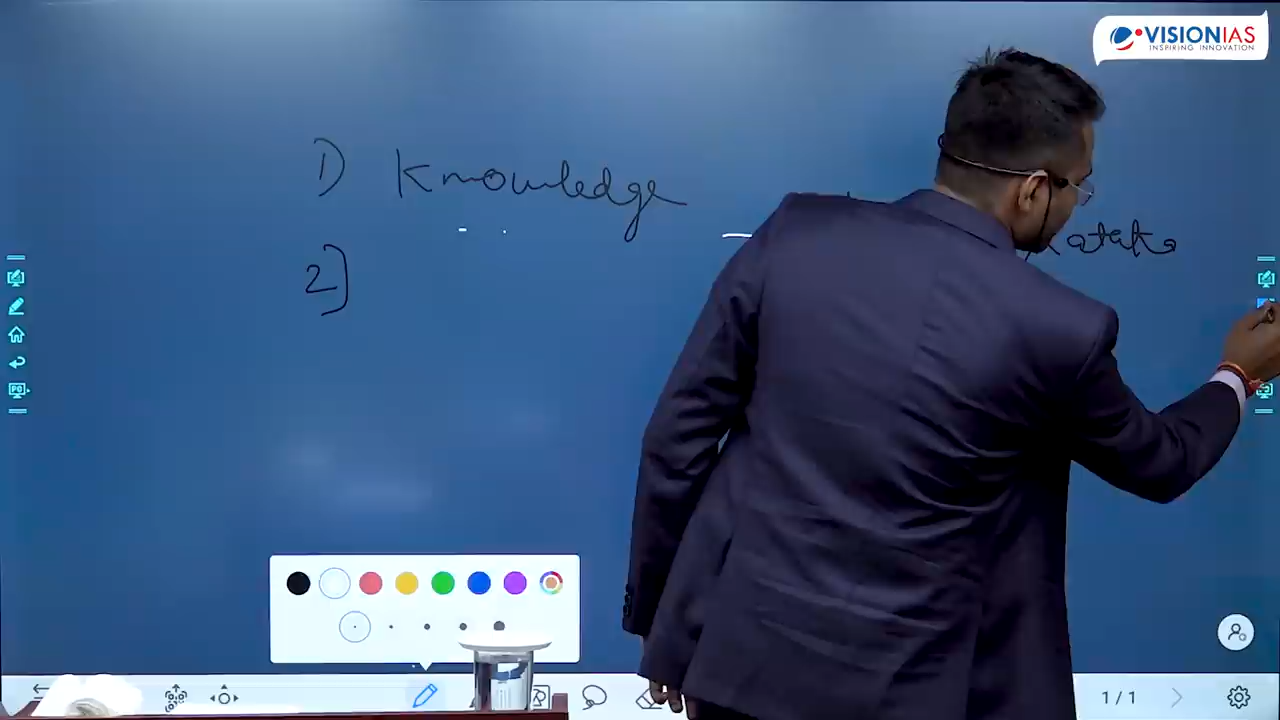 VISIONIAS
INSPIRING INNOVATION
1) Knowledge
2)
1/1